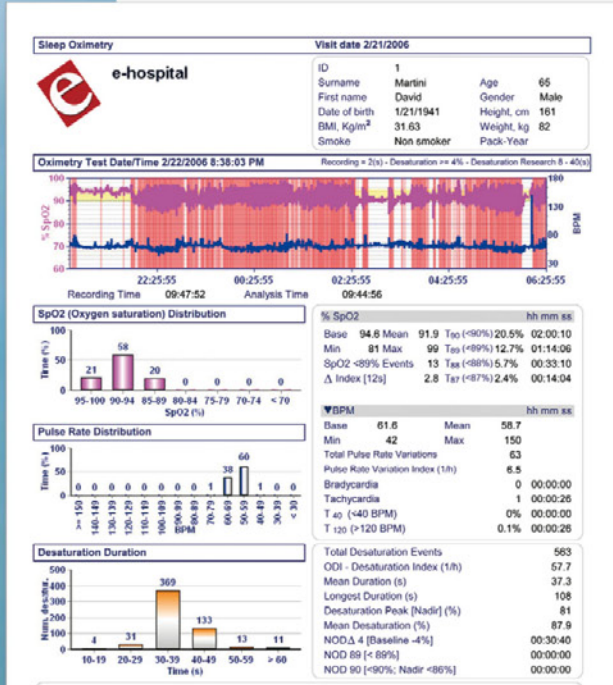 Sleep Oximetry Visit date 2/21/2006
e e-hospital
ID 1
Surname Martini Age 65
First name David Gender Male
Date of birth 1/21/1941 Height, cm 161
BMI, Kg/m² 31.63 Weight, kg 82
Smoke Non smoker Pack-Year
Oximetry Test Date/Time 2/22/2006 8:38:03 PM Recording = 2(s) - Desaturation >= 4% - Desaturation Research 8 - 40(s)
% SpO2
100
90
80
70
60
180
130
80
30
BPM
22:25:55 00:25:55 02:25:55 04:25:55 06:25:55
Recording Time 09:47:52 Analysis Time 09:44:56
SpO2 (Oxygen saturation) Distribution
Time (%)
100
50
0
21 58 20 0 0 0 0
95-100 90-94 85-89 80-84 75-79 70-74 < 70
SpO2 (%)
% SpO2 hh mm ss
Base 94.6 Mean 91.9 T90 (<90%) 20.5% 02:00:10
Min 81 Max 99 T89 (<89%) 12.7% 01:14:06
SpO2 <89% Events 13 T88 (<88%) 5.7% 00:33:10
Δ Index [12s] 2.8 T87 (<87%) 2.4% 00:14:04
Pulse Rate Distribution
Time (%)
100
50
0
0 0 0 0 0 0 0 0 1 38 60 1 0 0
>= 150 140-149 130-139 120-129 110-119 100-109 90-99 80-89 70-79 60-69 50-59 40-49 30-39 < 30
BPM
▼BPM hh mm ss
Base 61.6 Mean 58.7
Min 42 Max 150
Total Pulse Rate Variations 63
Pulse Rate Variation Index (1/h) 6.5
Bradycardia 0 00:00:00
Tachycardia 1 00:00:26
T 40 (<40 BPM) 0% 00:00:00
T 120 (>120 BPM) 0.1% 00:00:26
Desaturation Duration
Num. desatur.
500
400
300
200
100
0
4 31 369 133 13 11
10-19 20-29 30-39 40-49 50-59 > 60
Time (s)
Total Desaturation Events 563
ODI - Desaturation Index (1/h) 57.7
Mean Duration (s) 37.3
Longest Duration (s) 108
Desaturation Peak [Nadir] (%) 81
Mean Desaturation (%) 87.9
NODΔ 4 [Baseline -4%] 00:30:40
NOD 89 [< 89%] 00:00:00
NOD 90 [<90%; Nadir <86%] 00:00:00